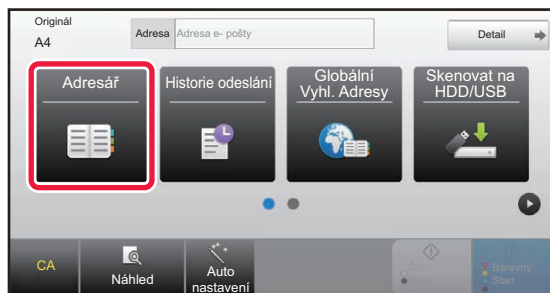 Originál
A4
Adresa
Adresa e- pošty
Detail
Adresář
Historie odeslání
Globální
Vyhl. Adresy
Skenovat na
HDD/USB
CA
Náhled
Auto
nastavení
Barevný
Start